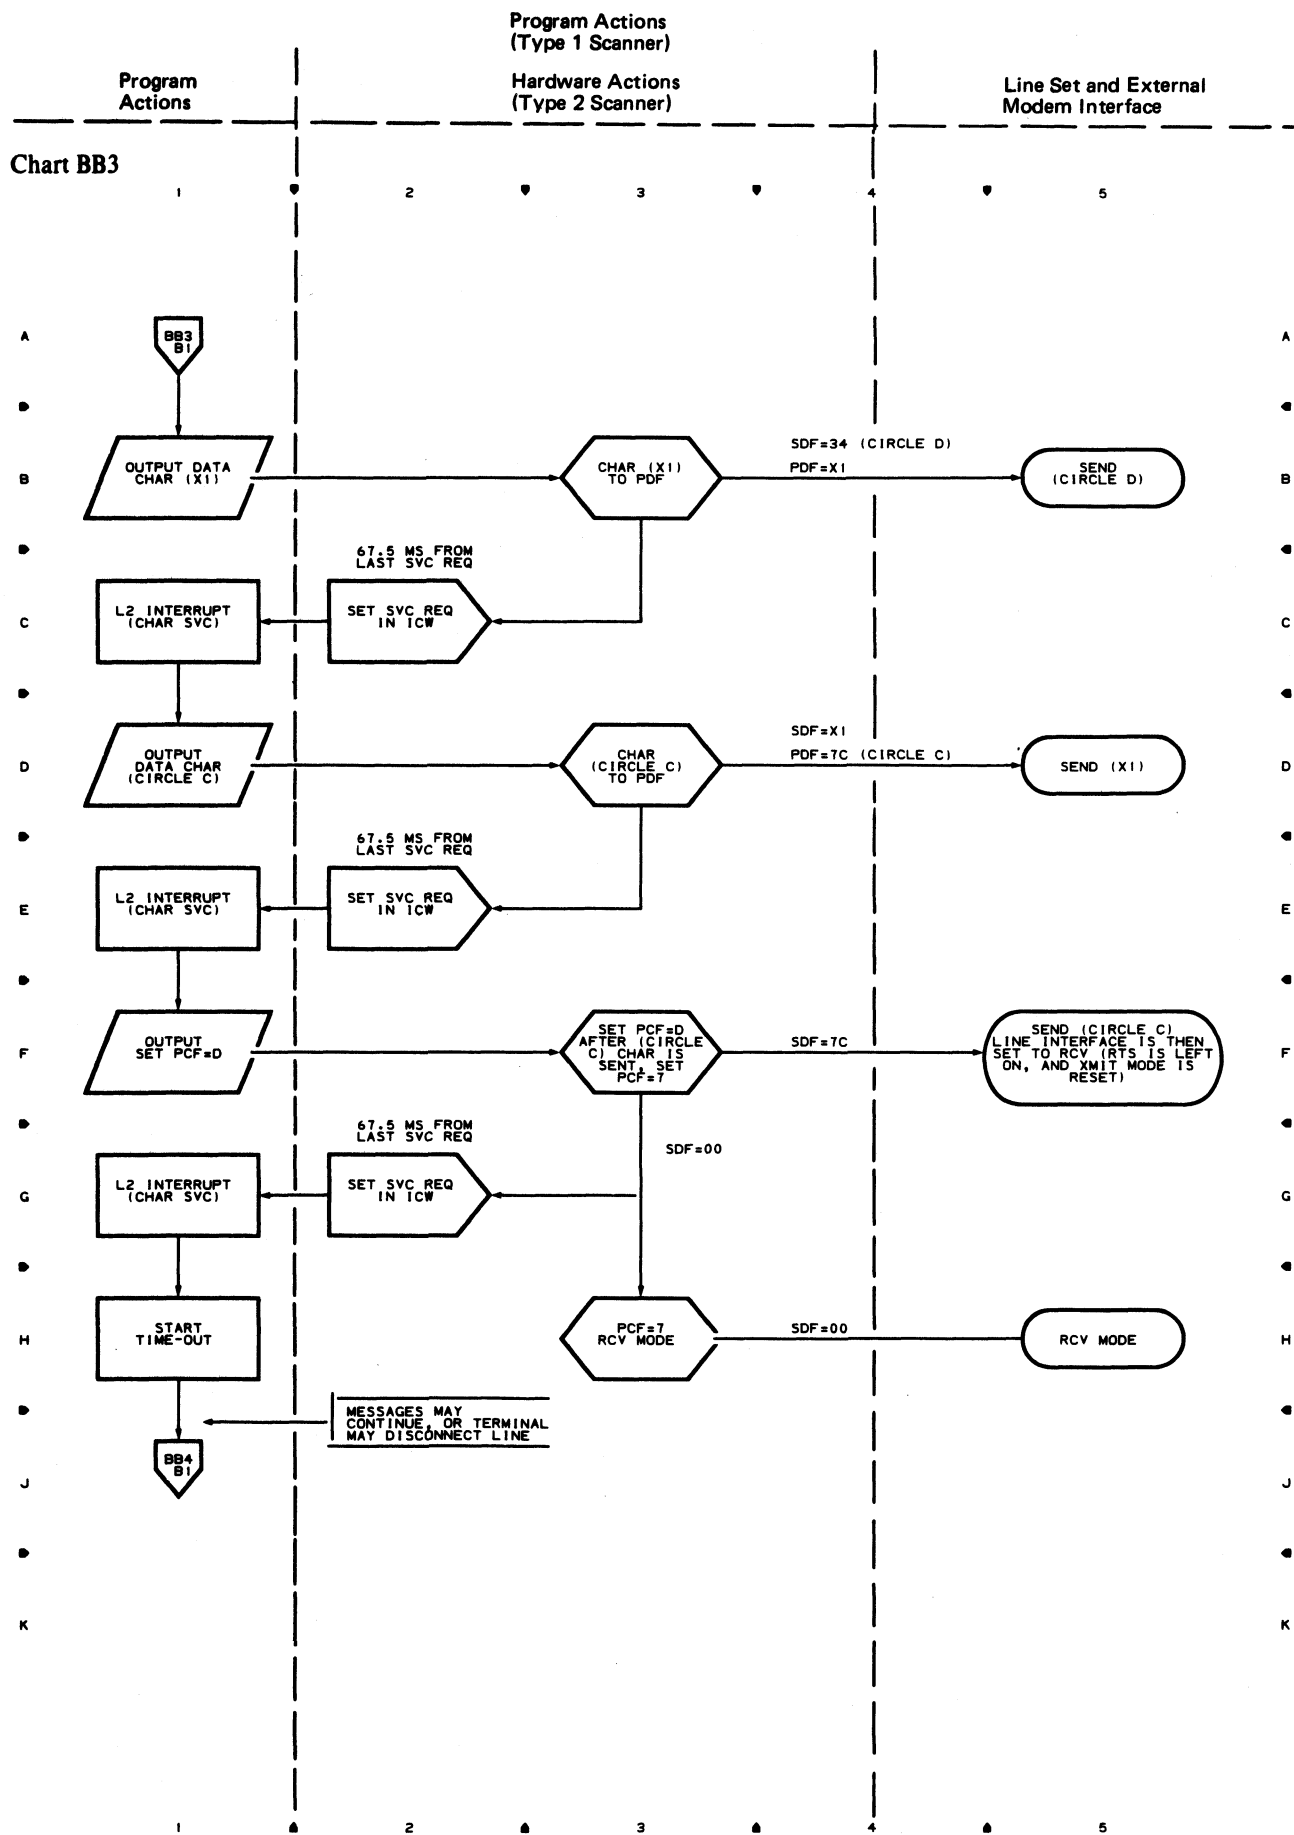 Program Actions
(Type 1 Scanner)
Program
Actions
Hardware Actions
(Type 2 Scanner)
Line Set and External
Modem Interface
Chart BB3
1 2 3 4 5
A
BB3
B1
A
B
OUTPUT DATA
CHAR (X1)
CHAR (X1)
TO PDF
SDF=34 (CIRCLE D)
PDF=X1
SEND
(CIRCLE D)
B
67.5 MS FROM
LAST SVC REQ
C
L2 INTERRUPT
(CHAR SVC)
SET SVC REQ
IN ICW
C
D
OUTPUT
DATA CHAR
(CIRCLE C)
CHAR
(CIRCLE C)
TO PDF
SDF=X1
PDF=7C (CIRCLE C)
SEND (X1)
D
67.5 MS FROM
LAST SVC REQ
E
L2 INTERRUPT
(CHAR SVC)
SET SVC REQ
IN ICW
E
F
OUTPUT
SET PCF=D
SET PCF=D
AFTER (CIRCLE
C) CHAR IS
SENT, SET
PCF=7
SDF=7C
SEND (CIRCLE C)
LINE INTERFACE IS THEN
SET TO RCV (RTS IS LEFT
ON, AND XMIT MODE IS
RESET)
F
67.5 MS FROM
LAST SVC REQ
SDF=00
G
L2 INTERRUPT
(CHAR SVC)
SET SVC REQ
IN ICW
G
H
START
TIME-OUT
PCF=7
RCV MODE
SDF=00
RCV MODE
H
MESSAGES MAY
CONTINUE, OR TERMINAL
MAY DISCONNECT LINE
J
BB4
B1
J
K
K
1 2 3 4 5